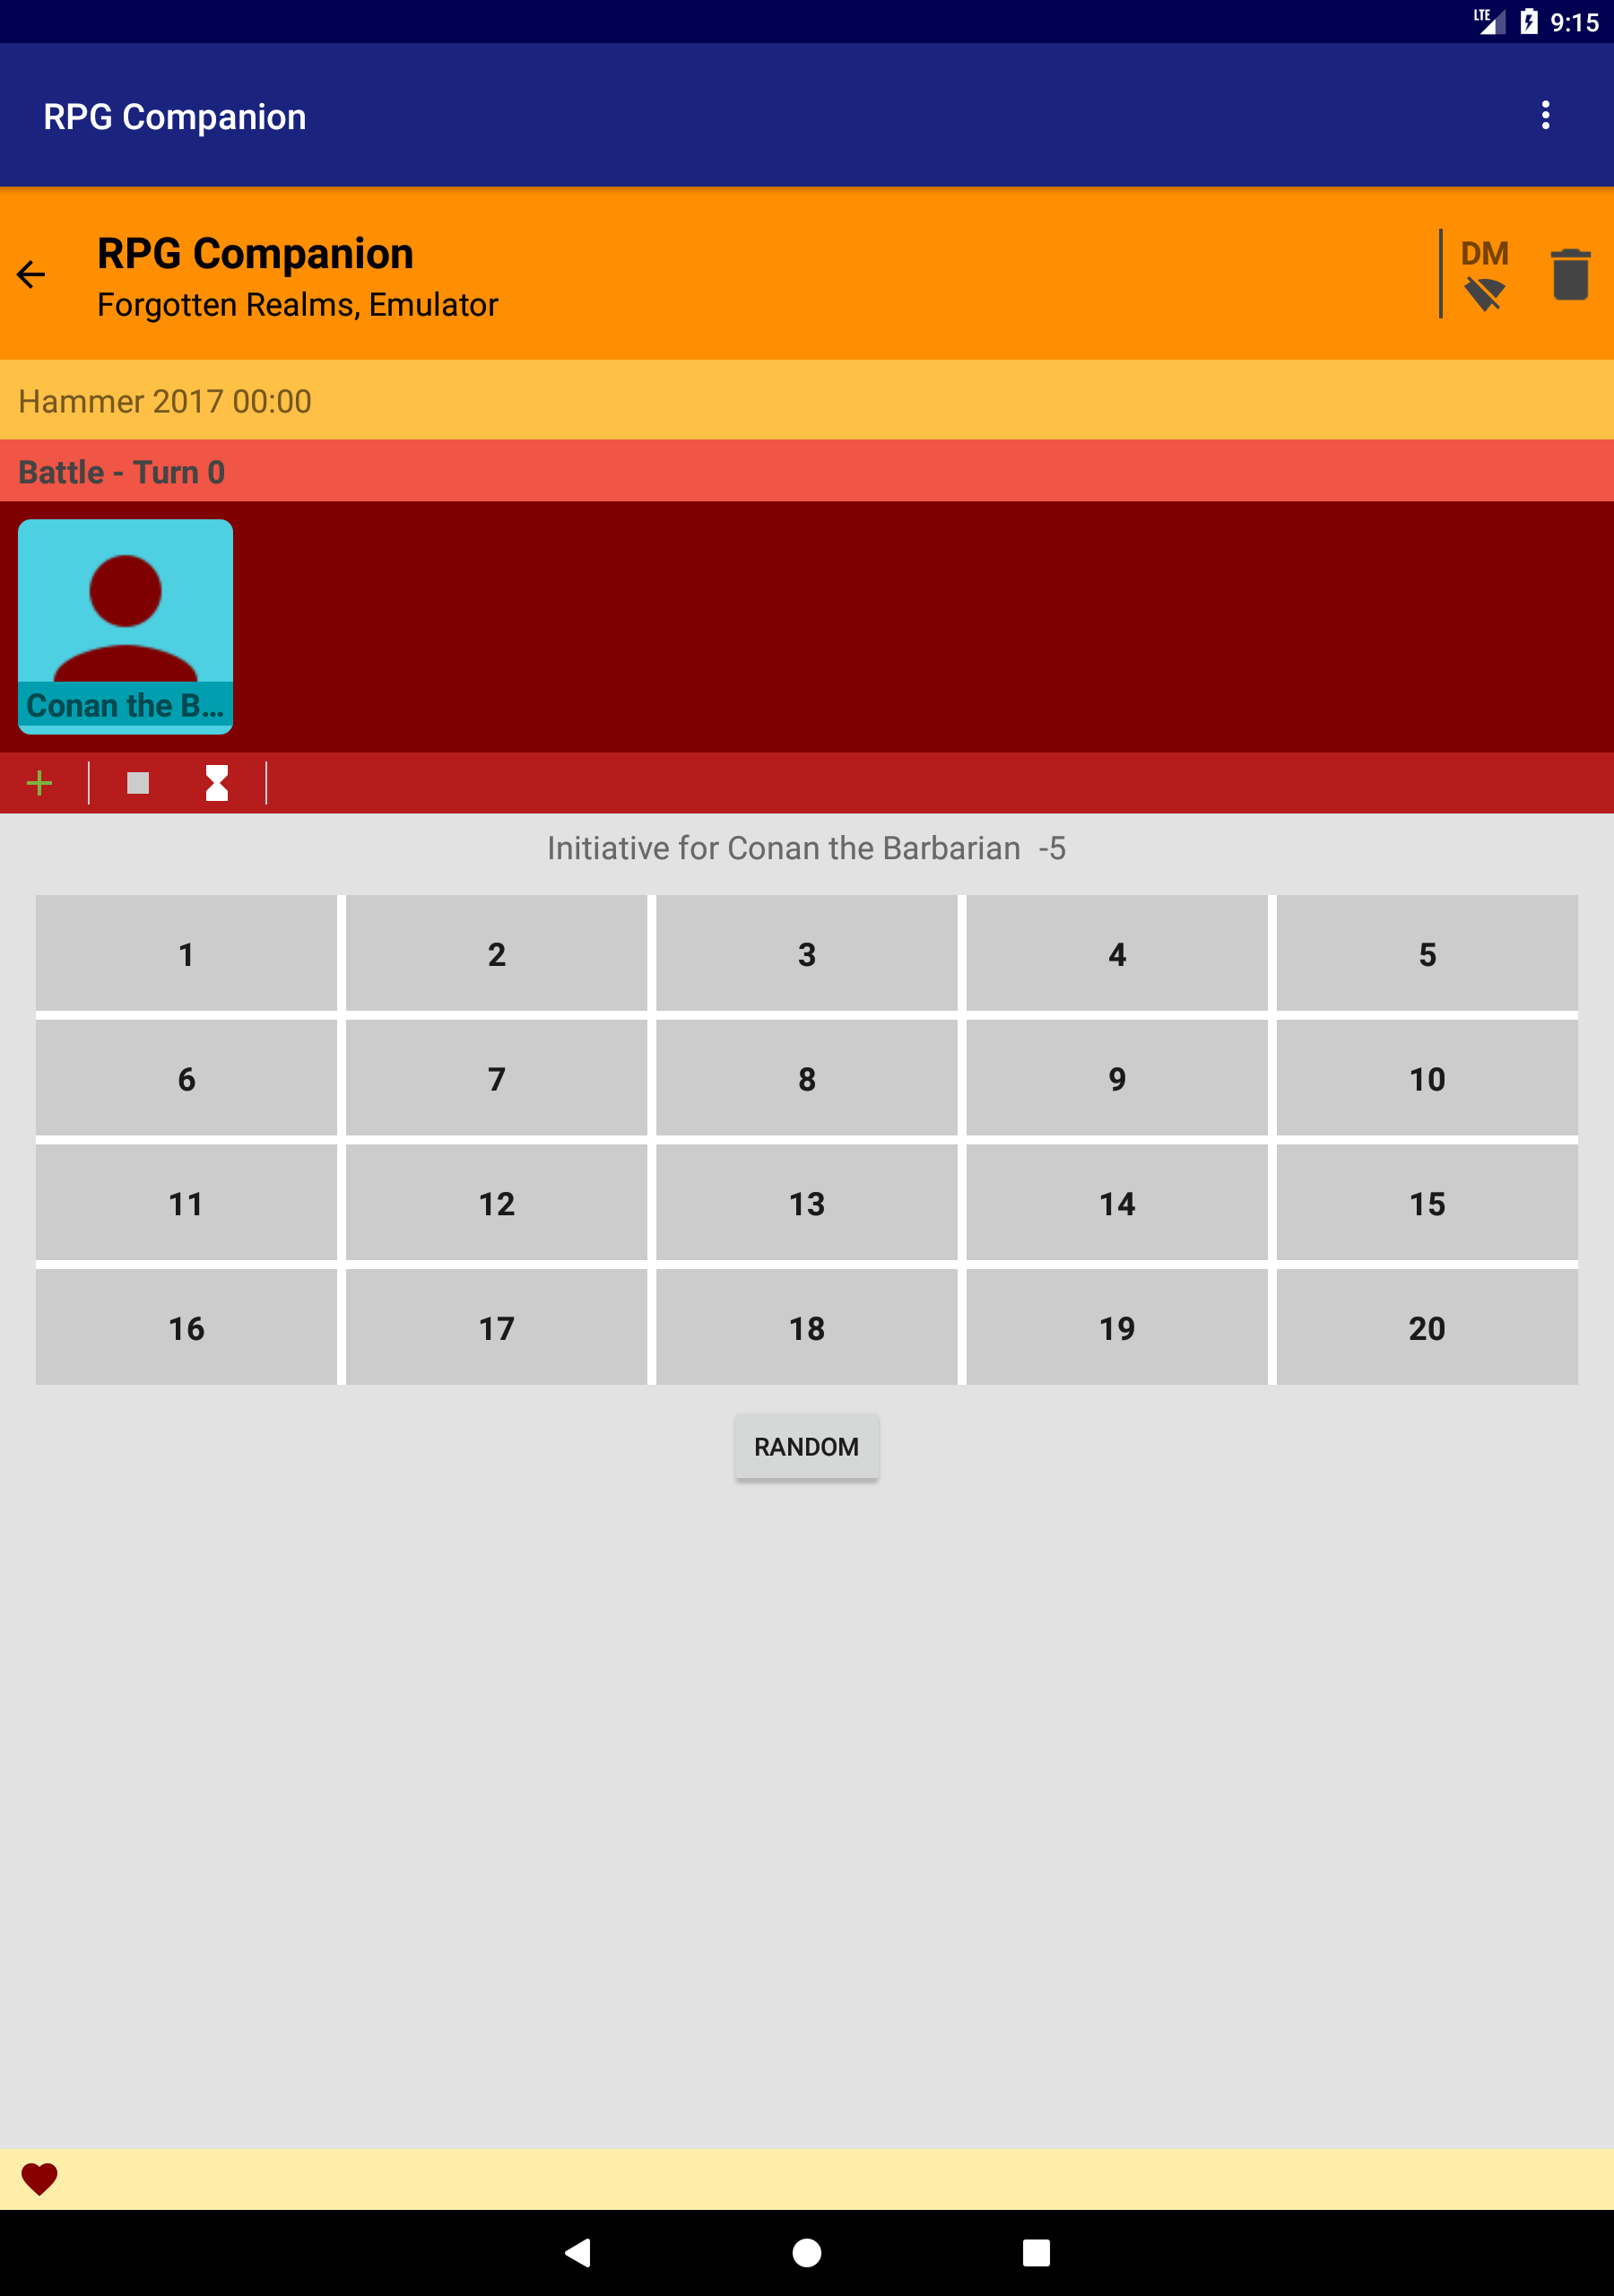 LTE 9:15
RPG Companion
RPG Companion
DM
Forgotten Realms, Emulator
Hammer 2017 00:00
Battle - Turn 0
Conan the B...
Initiative for Conan the Barbarian -5
1 2 3 4 5
6 7 8 9 10
11 12 13 14 15
16 17 18 19 20
RANDOM